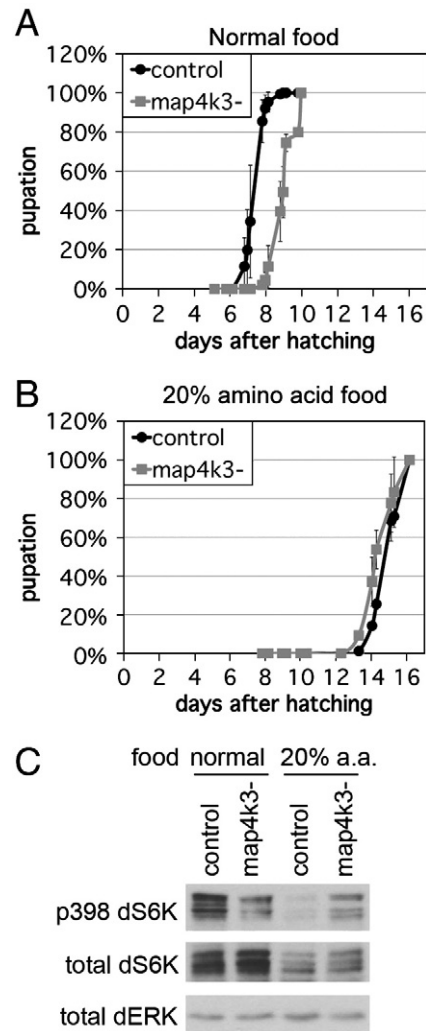 A
Normal food
120%
100%
80%
60%
40%
20%
0%
pupation
control
map4k3-
0 2 4 6 8 10 12 14 16
days after hatching
B
20% amino acid food
120%
100%
80%
60%
40%
20%
0%
pupation
control
map4k3-
0 2 4 6 8 10 12 14 16
days after hatching
C
food normal 20% a.a.
control map4k3- control map4k3-
p398 dS6K
total dS6K
total dERK